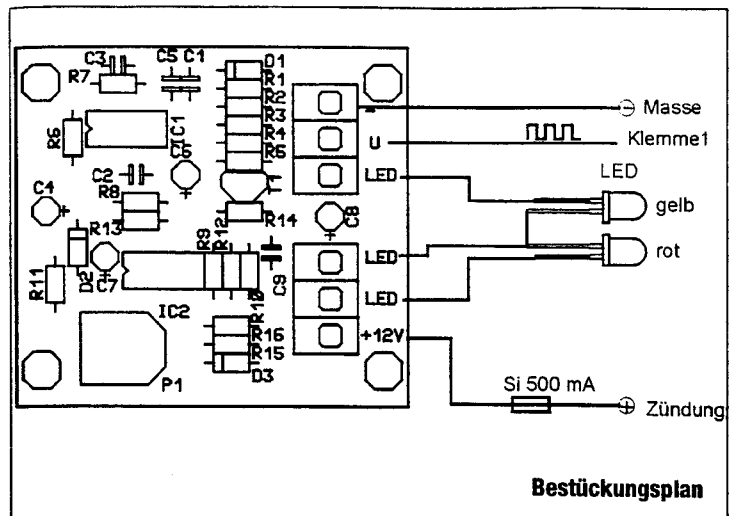 C3
C5 C1
D1
R7
R1
R2
-
Masse
R3
R6
IC1
R4
U
Klemme1
C6
R5
C2
LED
LED
R8
gelb
C4
R14
C8
R13
R9
R12
rot
LED
D2
C7
C9
R11
LED
R10
IC2
R16
+12V
R15
Si 500 mA
P1
D3
Zündung
Bestückungsplan